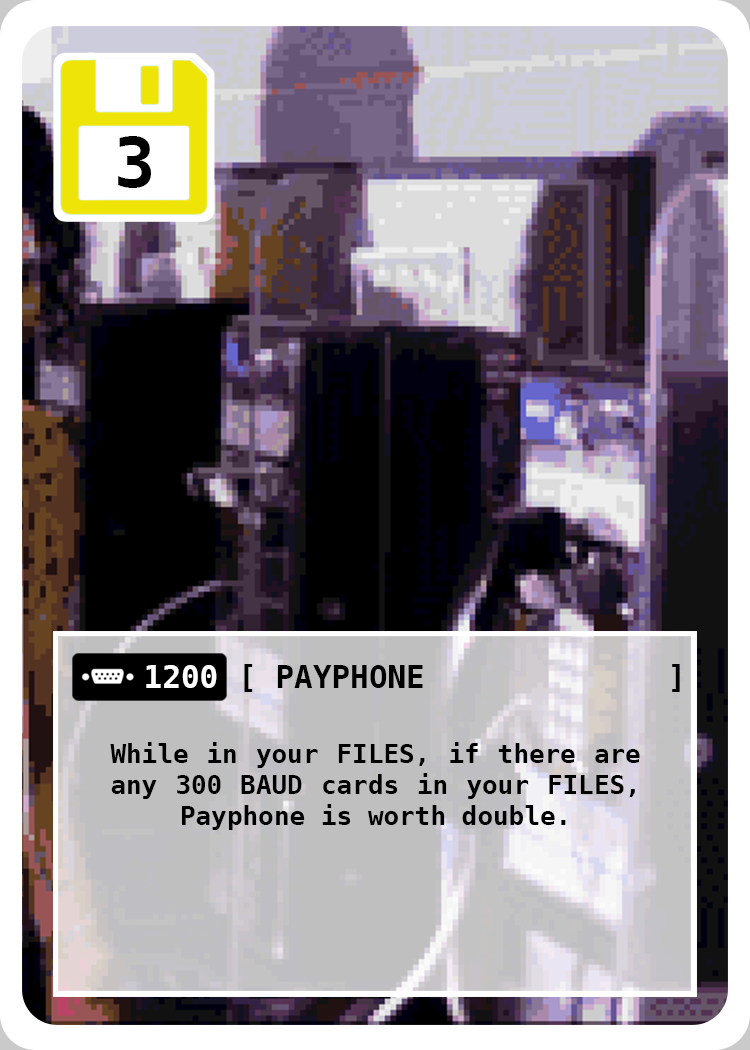 3
1200 [ PAYPHONE ]
While in your FILES, if there are
any 300 BAUD cards in your FILES,
Payphone is worth double.